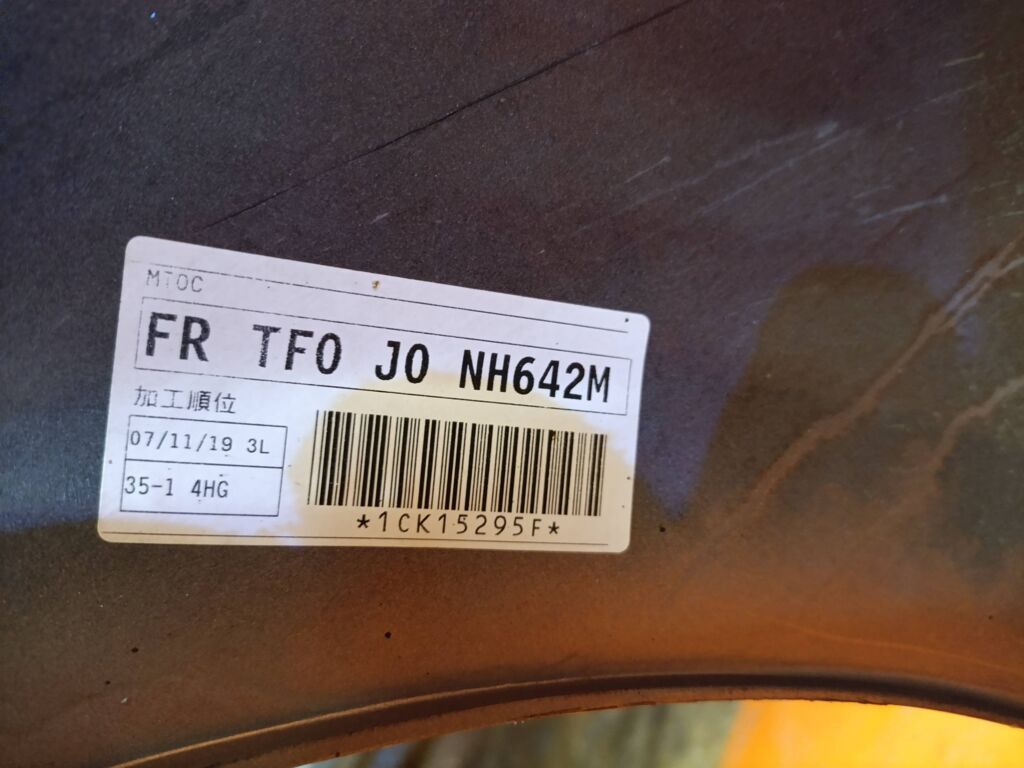 MTOC
FR TF0 J0 NH642M
加工順位
07/11/19 3L
35-1 4HG
*1CK15295F*